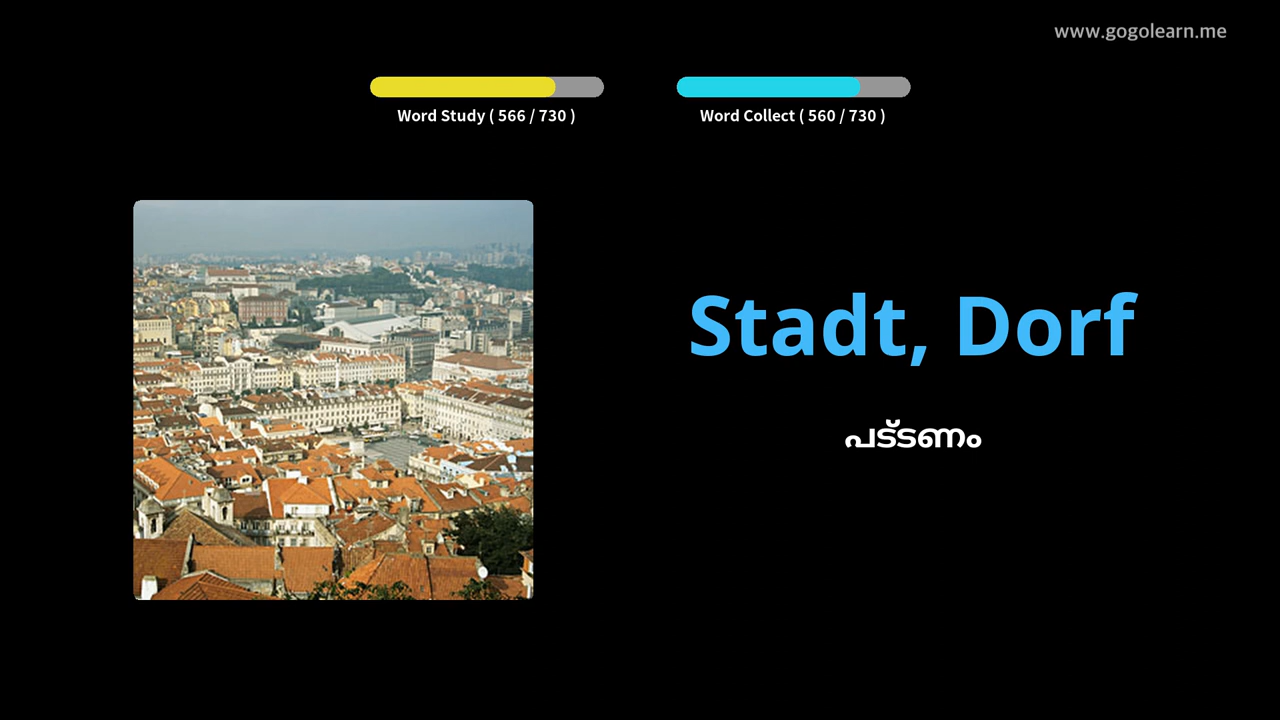 www.gogolearn.me
Word Study ( 566 / 730 )
Word Collect ( 560 / 730 )
Stadt, Dorf
പട്ടണം